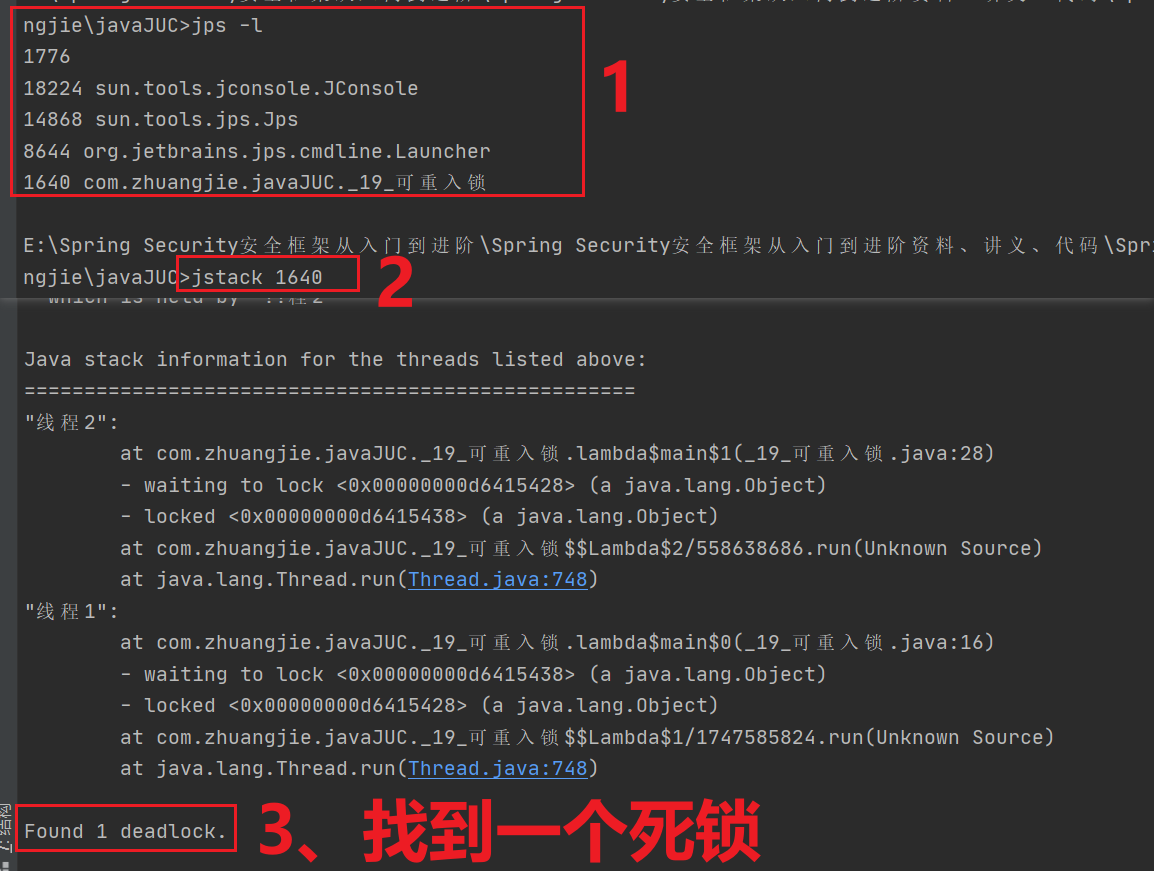 ngjie\javaJUC>jps -l
1776
18224 sun.tools.jconsole.JConsole
14868 sun.tools.jps.Jps
8644 org.jetbrains.jps.cmdline.Launcher
1640 com.zhuangjie.javaJUC._19_可重入锁
1
E:\Spring Security安全框架从入门到进阶\Spring Security安全框架从入门到进阶资料、讲义、代码\Spri
ngjie\javaJUC>jstack 1640
2
which is held by "??程2"
Java stack information for the threads listed above:
===================================================
"线程2":
at com.zhuangjie.javaJUC._19_可重入锁.lambda$main$1(_19_可重入锁.java:28)
- waiting to lock <0x00000000d6415428> (a java.lang.Object)
- locked <0x00000000d6415438> (a java.lang.Object)
at com.zhuangjie.javaJUC._19_可重入锁$$Lambda$2/558638686.run(Unknown Source)
at java.lang.Thread.run(Thread.java:748)
"线程1":
at com.zhuangjie.javaJUC._19_可重入锁.lambda$main$0(_19_可重入锁.java:16)
- waiting to lock <0x00000000d6415438> (a java.lang.Object)
- locked <0x00000000d6415428> (a java.lang.Object)
at com.zhuangjie.javaJUC._19_可重入锁$$Lambda$1/1747585824.run(Unknown Source)
at java.lang.Thread.run(Thread.java:748)
Found 1 deadlock.
3、找到一个死锁
7: 结构